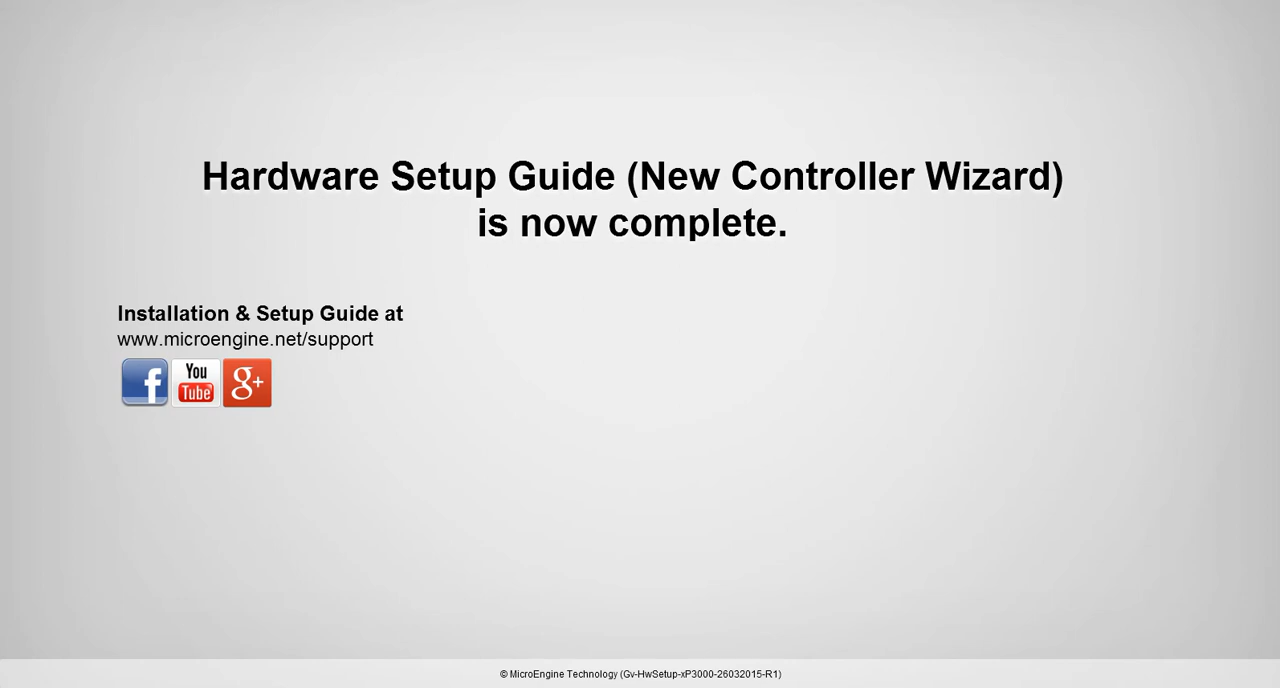 Hardware Setup Guide (New Controller Wizard)
is now complete.
Installation & Setup Guide at
www.microengine.net/support
f You Tube g+
© MicroEngine Technology (Gv-HwSetup-xP3000-26032015-R1)